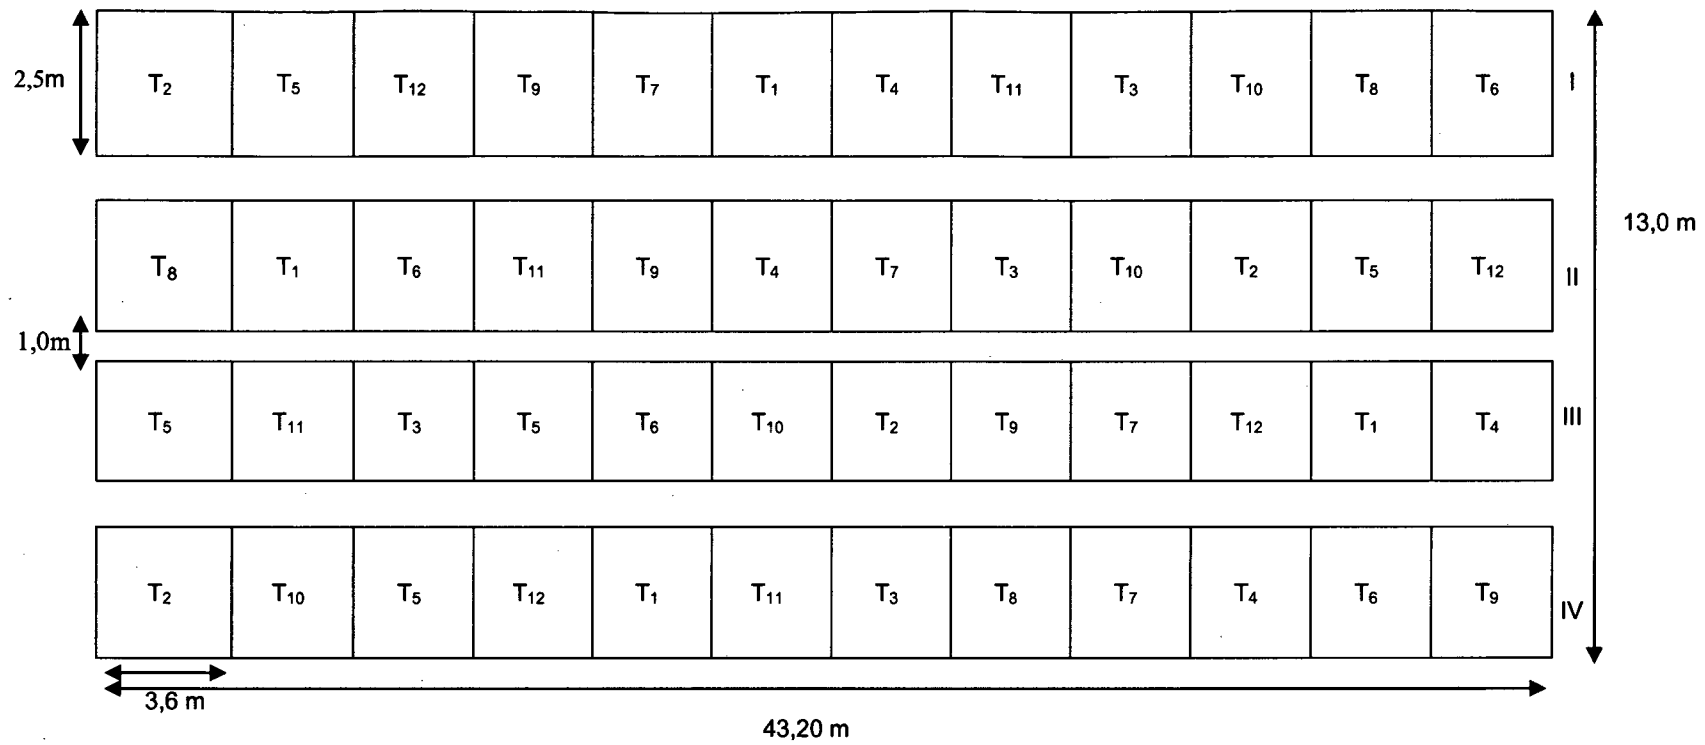 2,5m T2 T5 T12 T9 T7 T1 T4 T11 T3 T10 T8 T6 I
13,0 m
T8 T1 T6 T11 T9 T4 T7 T3 T10 T2 T5 T12 II
1,0m
T5 T11 T3 T5 T6 T10 T2 T9 T7 T12 T1 T4 III
T2 T10 T5 T12 T1 T11 T3 T8 T7 T4 T6 T9 IV
3,6 m
43,20 m